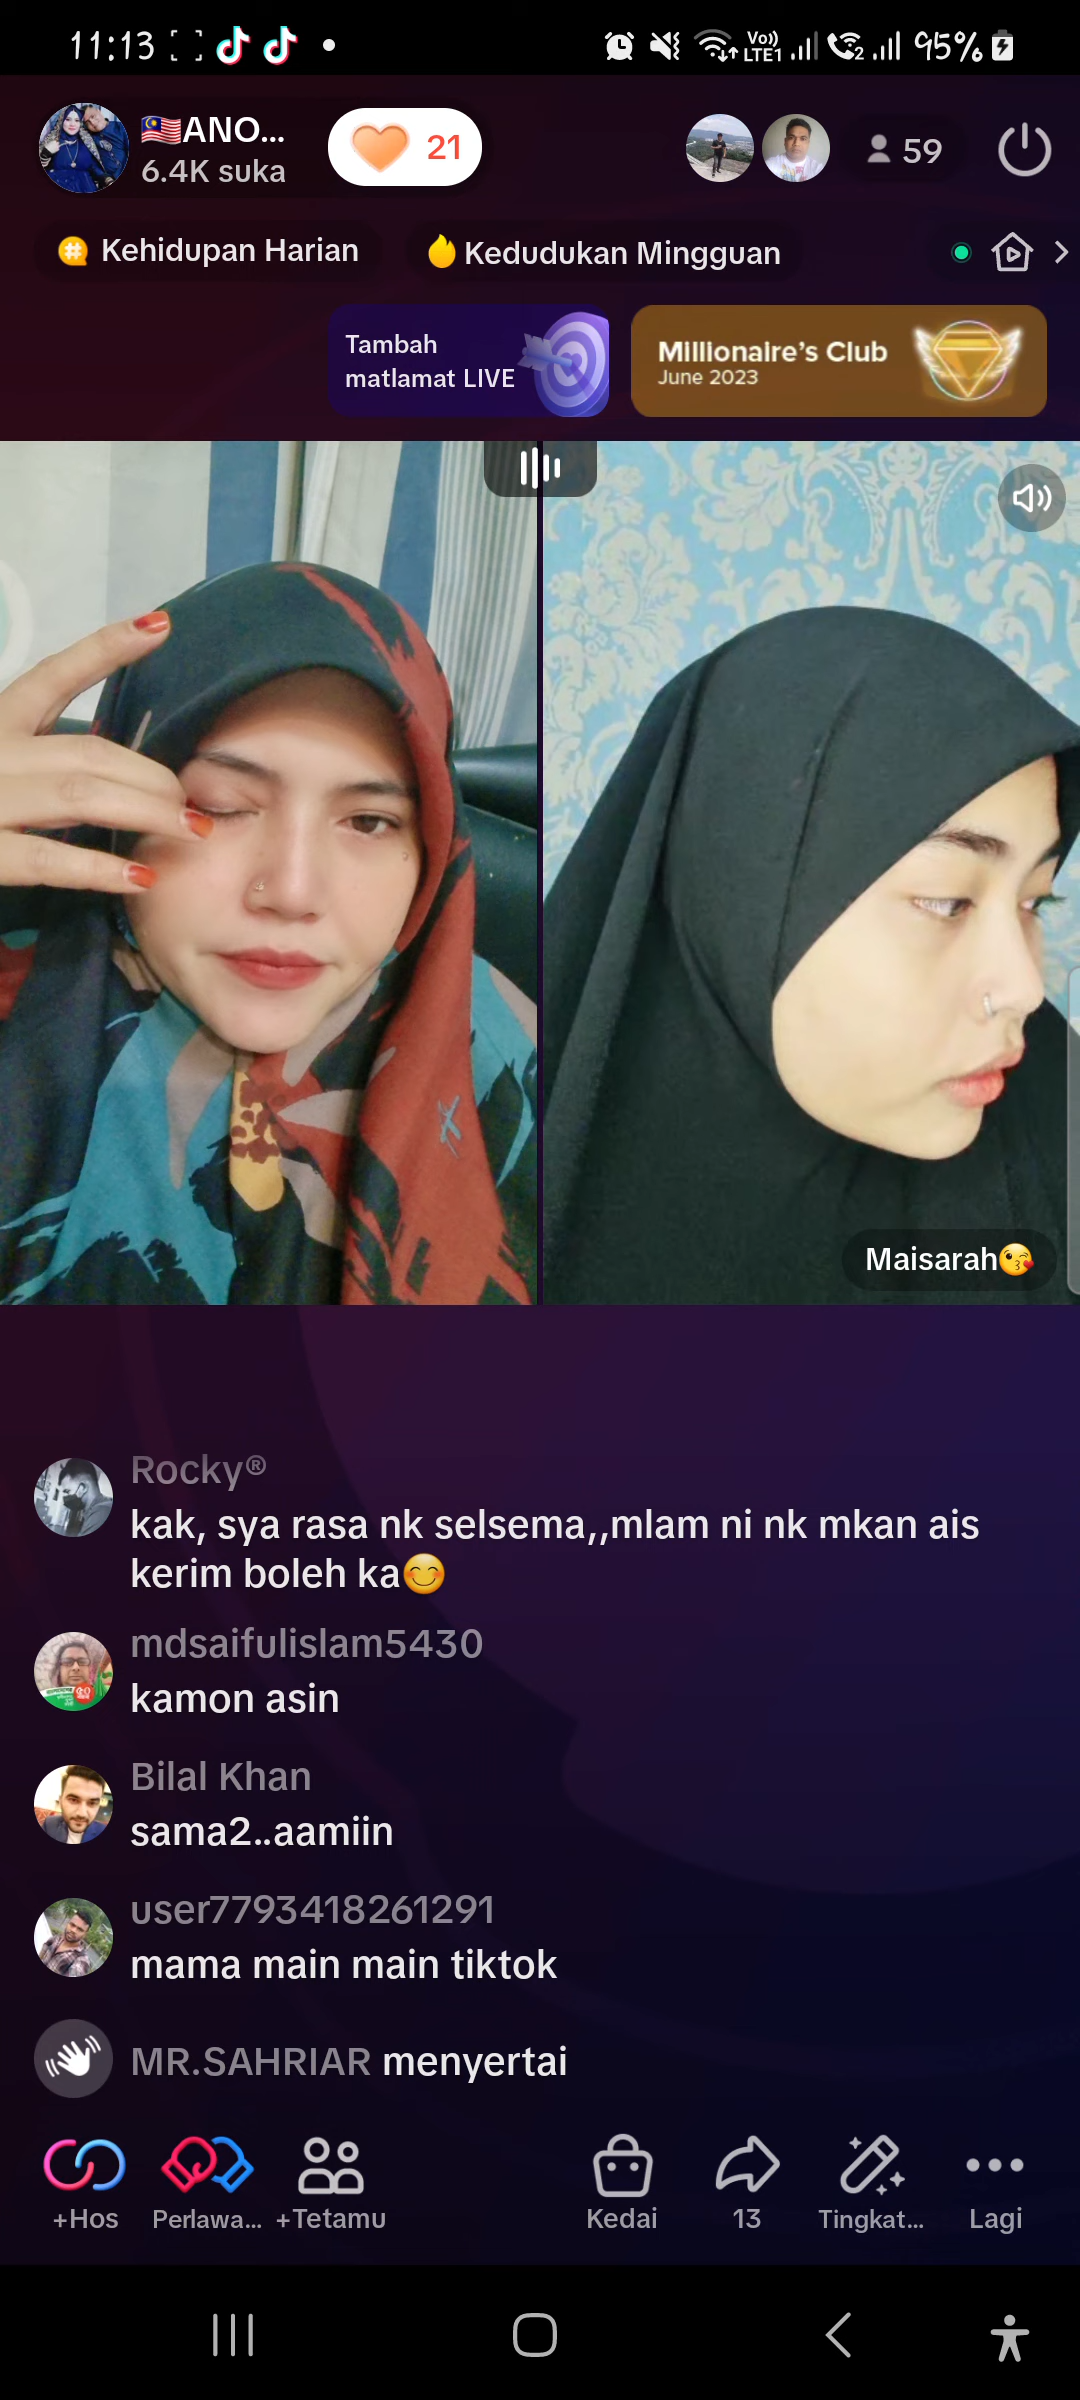 11:13
Vo)) LTE1
2
95%
🇲🇾ANO...
6.4K suka
21
59
Kehidupan Harian
Kedudukan Mingguan
Tambah
matlamat LIVE
Millionaire's Club
June 2023
Maisarah😘
Rocky®
kak, sya rasa nk selsema,,mlam ni nk mkan ais
kerim boleh ka😊
mdsaifulislam5430
kamon asin
Bilal Khan
sama2..aamiin
user7793418261291
mama main main tiktok
MR.SAHRIAR menyertai
+Hos
Perlawa...
+Tetamu
Kedai
13
Tingkat...
Lagi